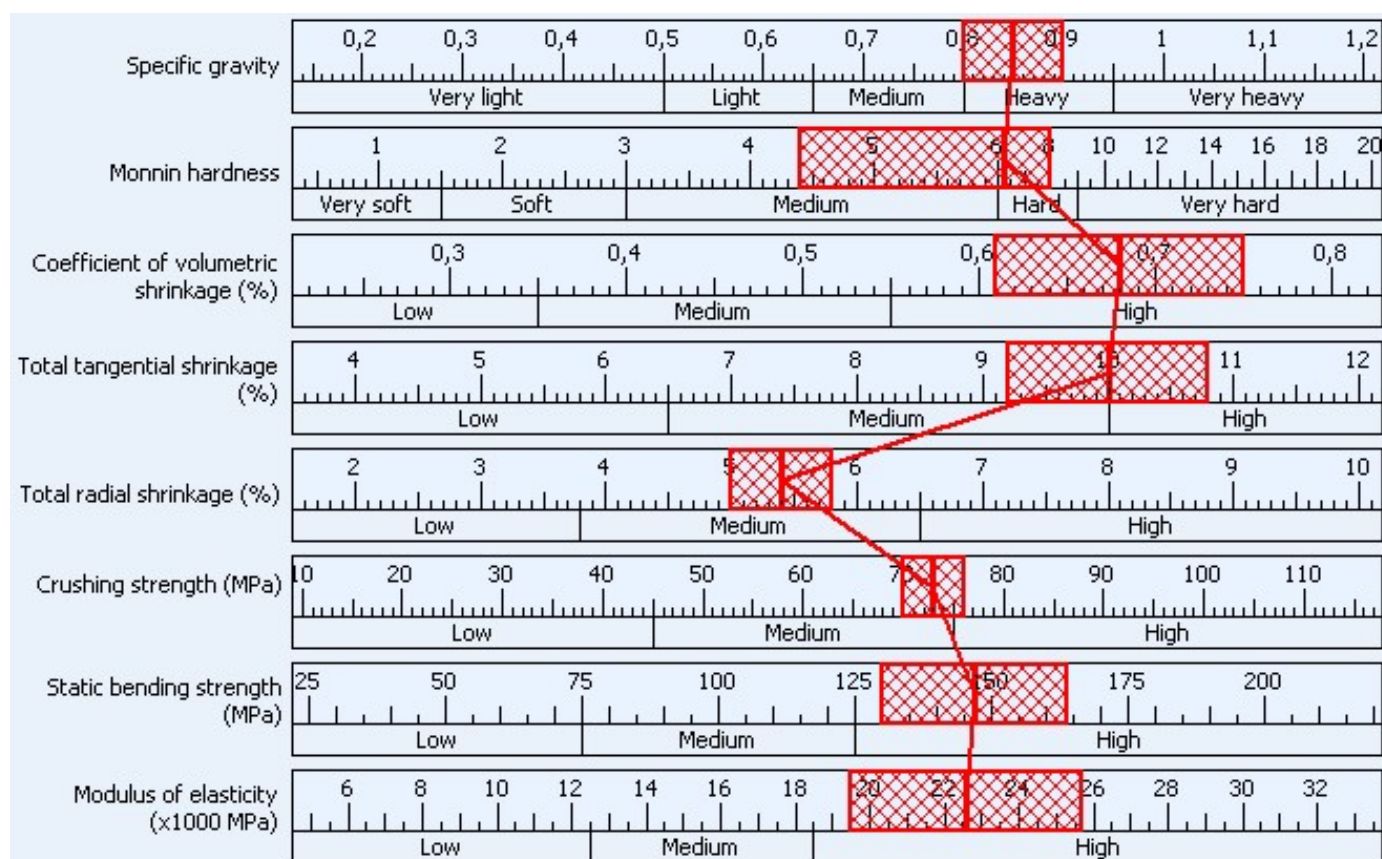 0,2 0,3 0,4 0,5 0,6 0,7 0,8 0,9 1 1,1 1,2
Specific gravity
Very light Light Medium Heavy Very heavy
1 2 3 4 5 6 8 10 12 14 16 18 20
Monnin hardness
Very soft Soft Medium Hard Very hard
0,3 0,4 0,5 0,6 0,7 0,8
Coefficient of volumetric
shrinkage (%)
Low Medium High
4 5 6 7 8 9 10 11 12
Total tangential shrinkage
(%)
Low Medium High
2 3 4 5 6 7 8 9 10
Total radial shrinkage (%)
Low Medium High
10 20 30 40 50 60 70 80 90 100 110
Crushing strength (MPa)
Low Medium High
25 50 75 100 125 150 175 200
Static bending strength
(MPa)
Low Medium High
6 8 10 12 14 16 18 20 22 24 26 28 30 32
Modulus of elasticity
(x1000 MPa)
Low Medium High